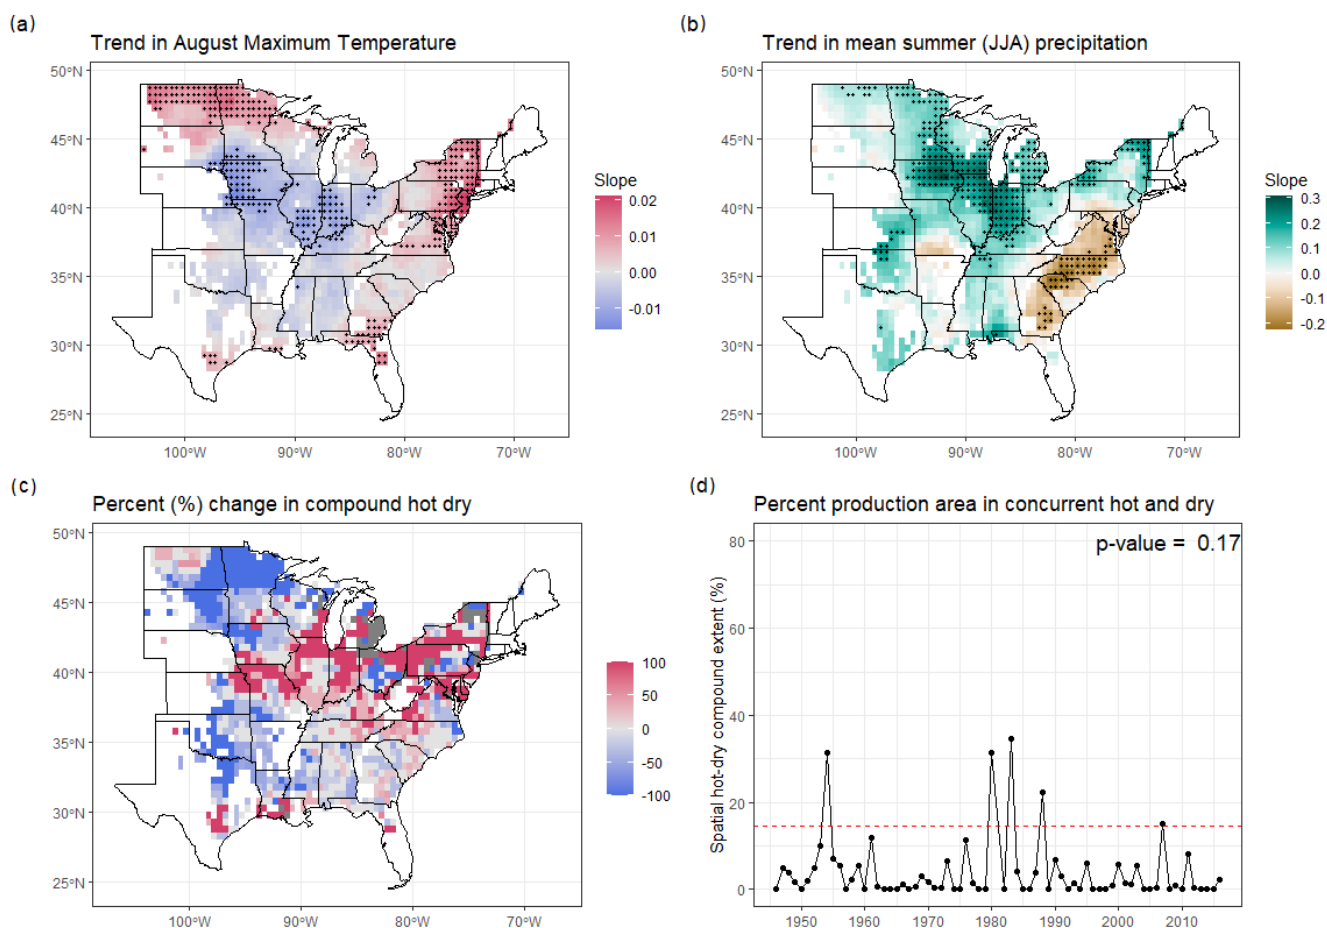 (a)
Trend in August Maximum Temperature
50°N
45°N
40°N
35°N
30°N
25°N
100°W
90°W
80°W
70°W
Slope
0.02
0.01
0.00
-0.01
(b)
Trend in mean summer (JJA) precipitation
50°N
45°N
40°N
35°N
30°N
25°N
100°W
90°W
80°W
70°W
Slope
0.3
0.2
0.1
0.0
-0.1
-0.2
(c)
Percent (%) change in compound hot dry
50°N
45°N
40°N
35°N
30°N
25°N
100°W
90°W
80°W
70°W
100
50
0
-50
-100
(d)
Percent production area in concurrent hot and dry
p-value = 0.17
Spatial hot-dry compound extent (%)
80
60
40
20
0
1950
1960
1970
1980
1990
2000
2010